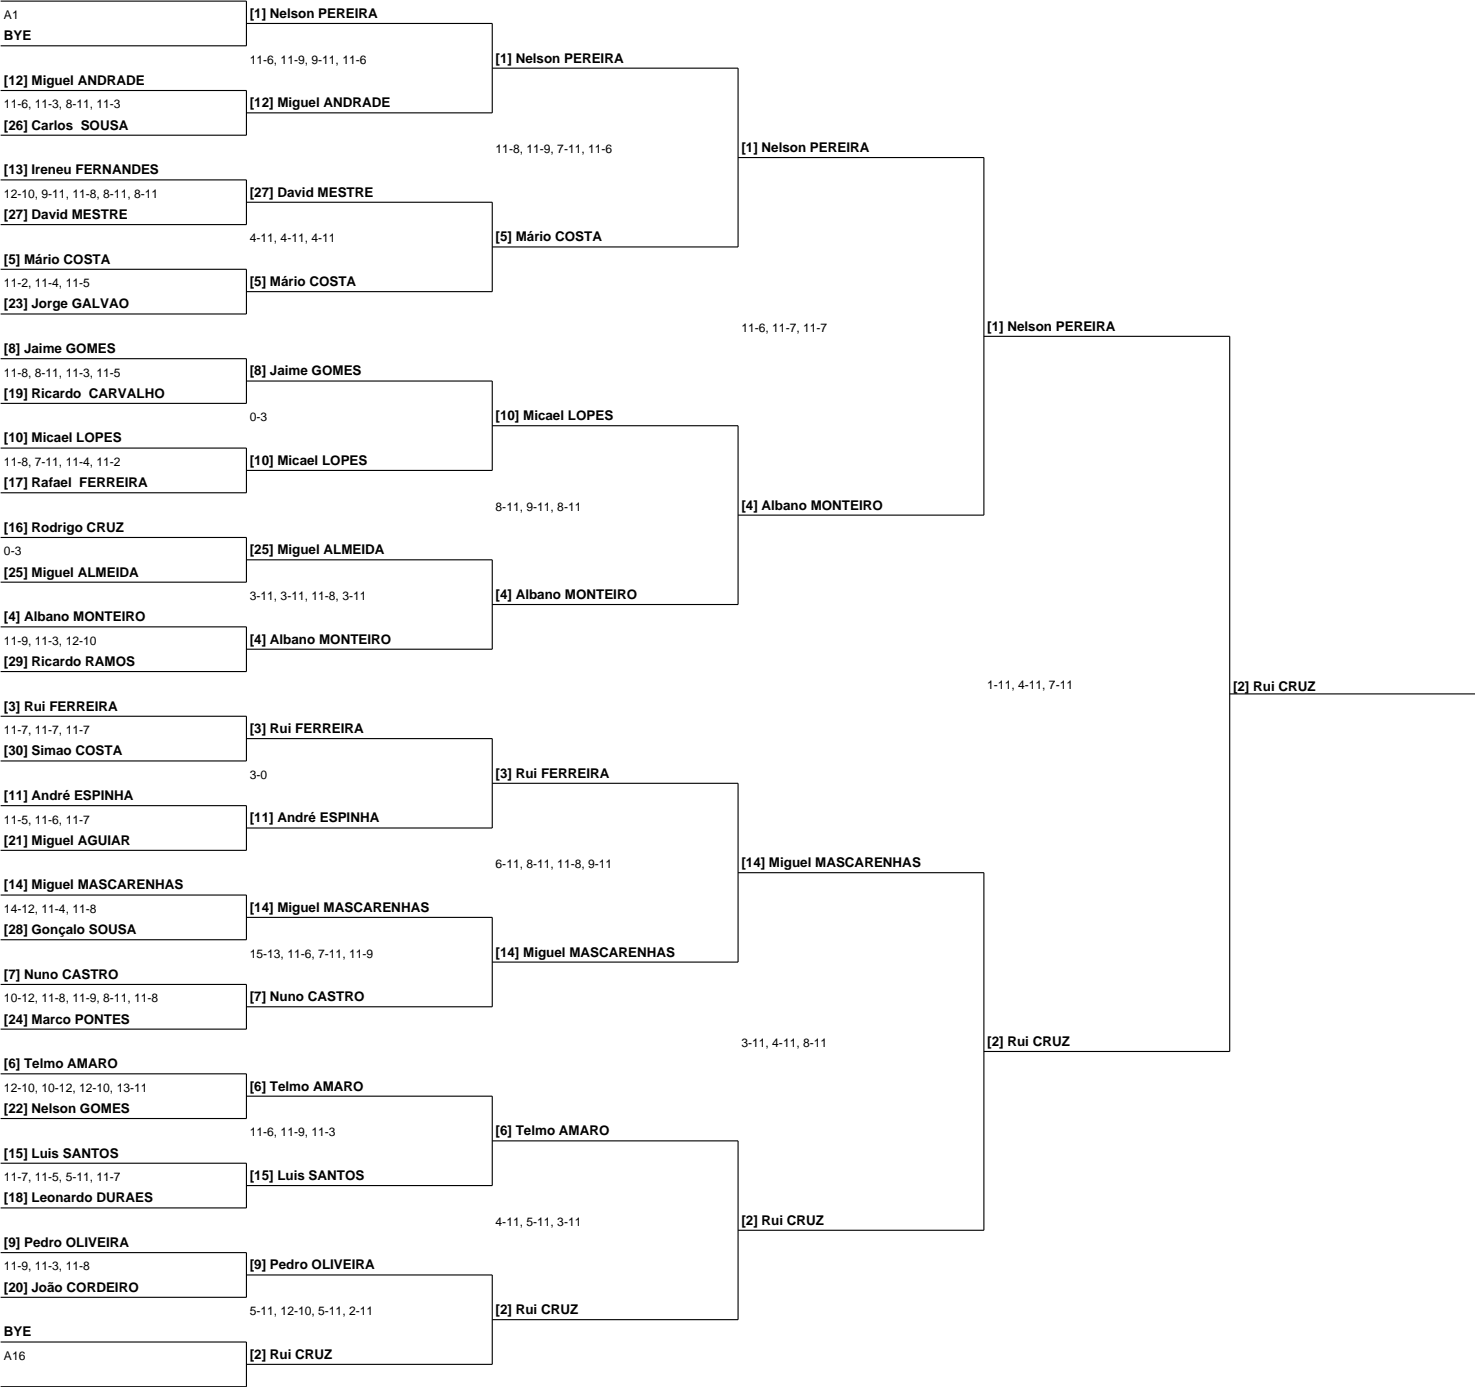 A1
BYE
[12] Miguel ANDRADE
11-6, 11-3, 8-11, 11-3
[26] Carlos  SOUSA
[13] Ireneu FERNANDES
12-10, 9-11, 11-8, 8-11, 8-11
[27] David MESTRE
[5] Mário COSTA
11-2, 11-4, 11-5
[23] Jorge GALVAO
[8] Jaime GOMES
11-8, 8-11, 11-3, 11-5
[19] Ricardo  CARVALHO
[10] Micael LOPES
11-8, 7-11, 11-4, 11-2
[17] Rafael  FERREIRA
[16] Rodrigo CRUZ
0-3
[25] Miguel ALMEIDA
[4] Albano MONTEIRO
11-9, 11-3, 12-10
[29] Ricardo RAMOS
[3] Rui FERREIRA
11-7, 11-7, 11-7
[30] Simao COSTA
[11] André ESPINHA
11-5, 11-6, 11-7
[21] Miguel AGUIAR
[14] Miguel MASCARENHAS
14-12, 11-4, 11-8
[28] Gonçalo SOUSA
[7] Nuno CASTRO
10-12, 11-8, 11-9, 8-11, 11-8
[24] Marco PONTES
[6] Telmo AMARO
12-10, 10-12, 12-10, 13-11
[22] Nelson GOMES
[15] Luis SANTOS
11-7, 11-5, 5-11, 11-7
[18] Leonardo DURAES
[9] Pedro OLIVEIRA
11-9, 11-3, 11-8
[20] João CORDEIRO
BYE
A16
[1] Nelson PEREIRA
11-6, 11-9, 9-11, 11-6
[12] Miguel ANDRADE
[27] David MESTRE
4-11, 4-11, 4-11
[5] Mário COSTA
[8] Jaime GOMES
0-3
[10] Micael LOPES
[25] Miguel ALMEIDA
3-11, 3-11, 11-8, 3-11
[4] Albano MONTEIRO
[3] Rui FERREIRA
3-0
[11] André ESPINHA
[14] Miguel MASCARENHAS
15-13, 11-6, 7-11, 11-9
[7] Nuno CASTRO
[6] Telmo AMARO
11-6, 11-9, 11-3
[15] Luis SANTOS
[9] Pedro OLIVEIRA
5-11, 12-10, 5-11, 2-11
[2] Rui CRUZ
[1] Nelson PEREIRA
11-8, 11-9, 7-11, 11-6
[5] Mário COSTA
[10] Micael LOPES
8-11, 9-11, 8-11
[4] Albano MONTEIRO
[3] Rui FERREIRA
6-11, 8-11, 11-8, 9-11
[14] Miguel MASCARENHAS
[6] Telmo AMARO
4-11, 5-11, 3-11
[2] Rui CRUZ
[1] Nelson PEREIRA
11-6, 11-7, 11-7
[4] Albano MONTEIRO
[14] Miguel MASCARENHAS
3-11, 4-11, 8-11
[2] Rui CRUZ
[1] Nelson PEREIRA
1-11, 4-11, 7-11
[2] Rui CRUZ
[2] Rui CRUZ